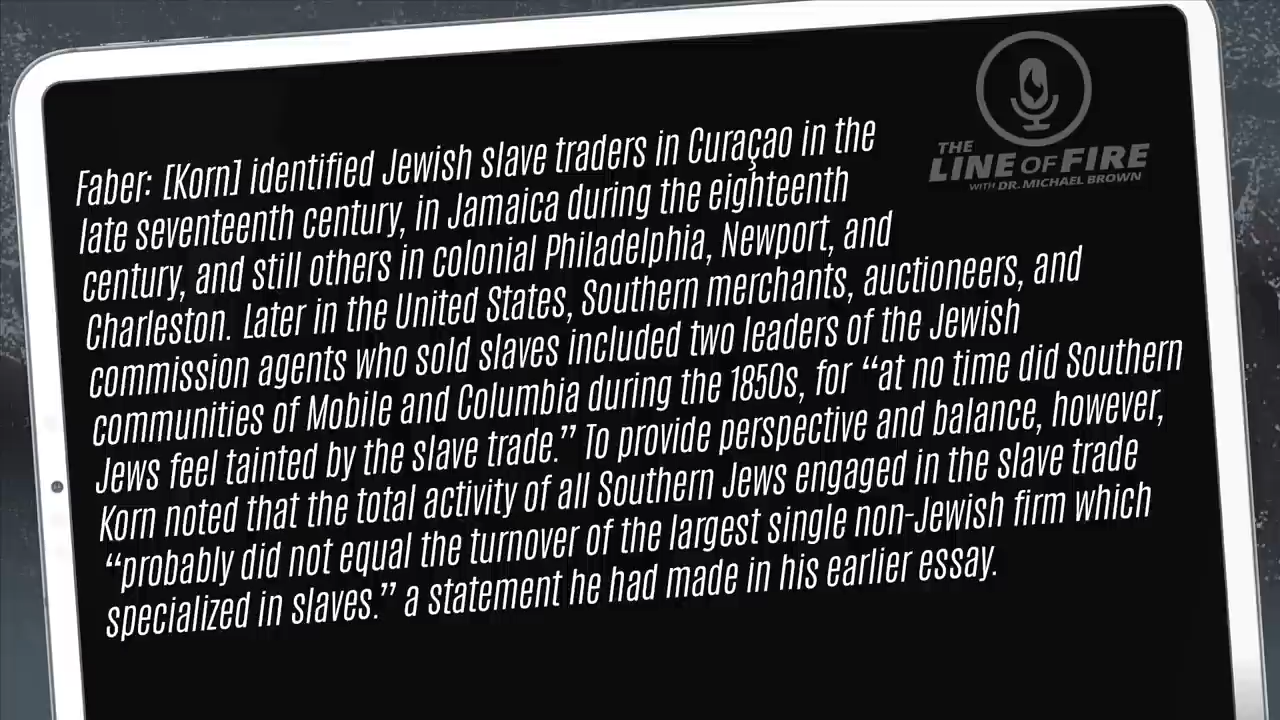 THE
LINE OF FIRE
WITH DR. MICHAEL BROWN
Faber: [Korn] identified Jewish slave traders in Curaçao in the
late seventeenth century, in Jamaica during the eighteenth
century, and still others in colonial Philadelphia, Newport, and
Charleston. Later in the United States, Southern merchants, auctioneers, and
commission agents who sold slaves included two leaders of the Jewish
communities of Mobile and Columbia during the 1850s, for “at no time did Southern
Jews feel tainted by the slave trade.” To provide perspective and balance, however,
Korn noted that the total activity of all Southern Jews engaged in the slave trade
“probably did not equal the turnover of the largest single non-Jewish firm which
specialized in slaves.” a statement he had made in his earlier essay.